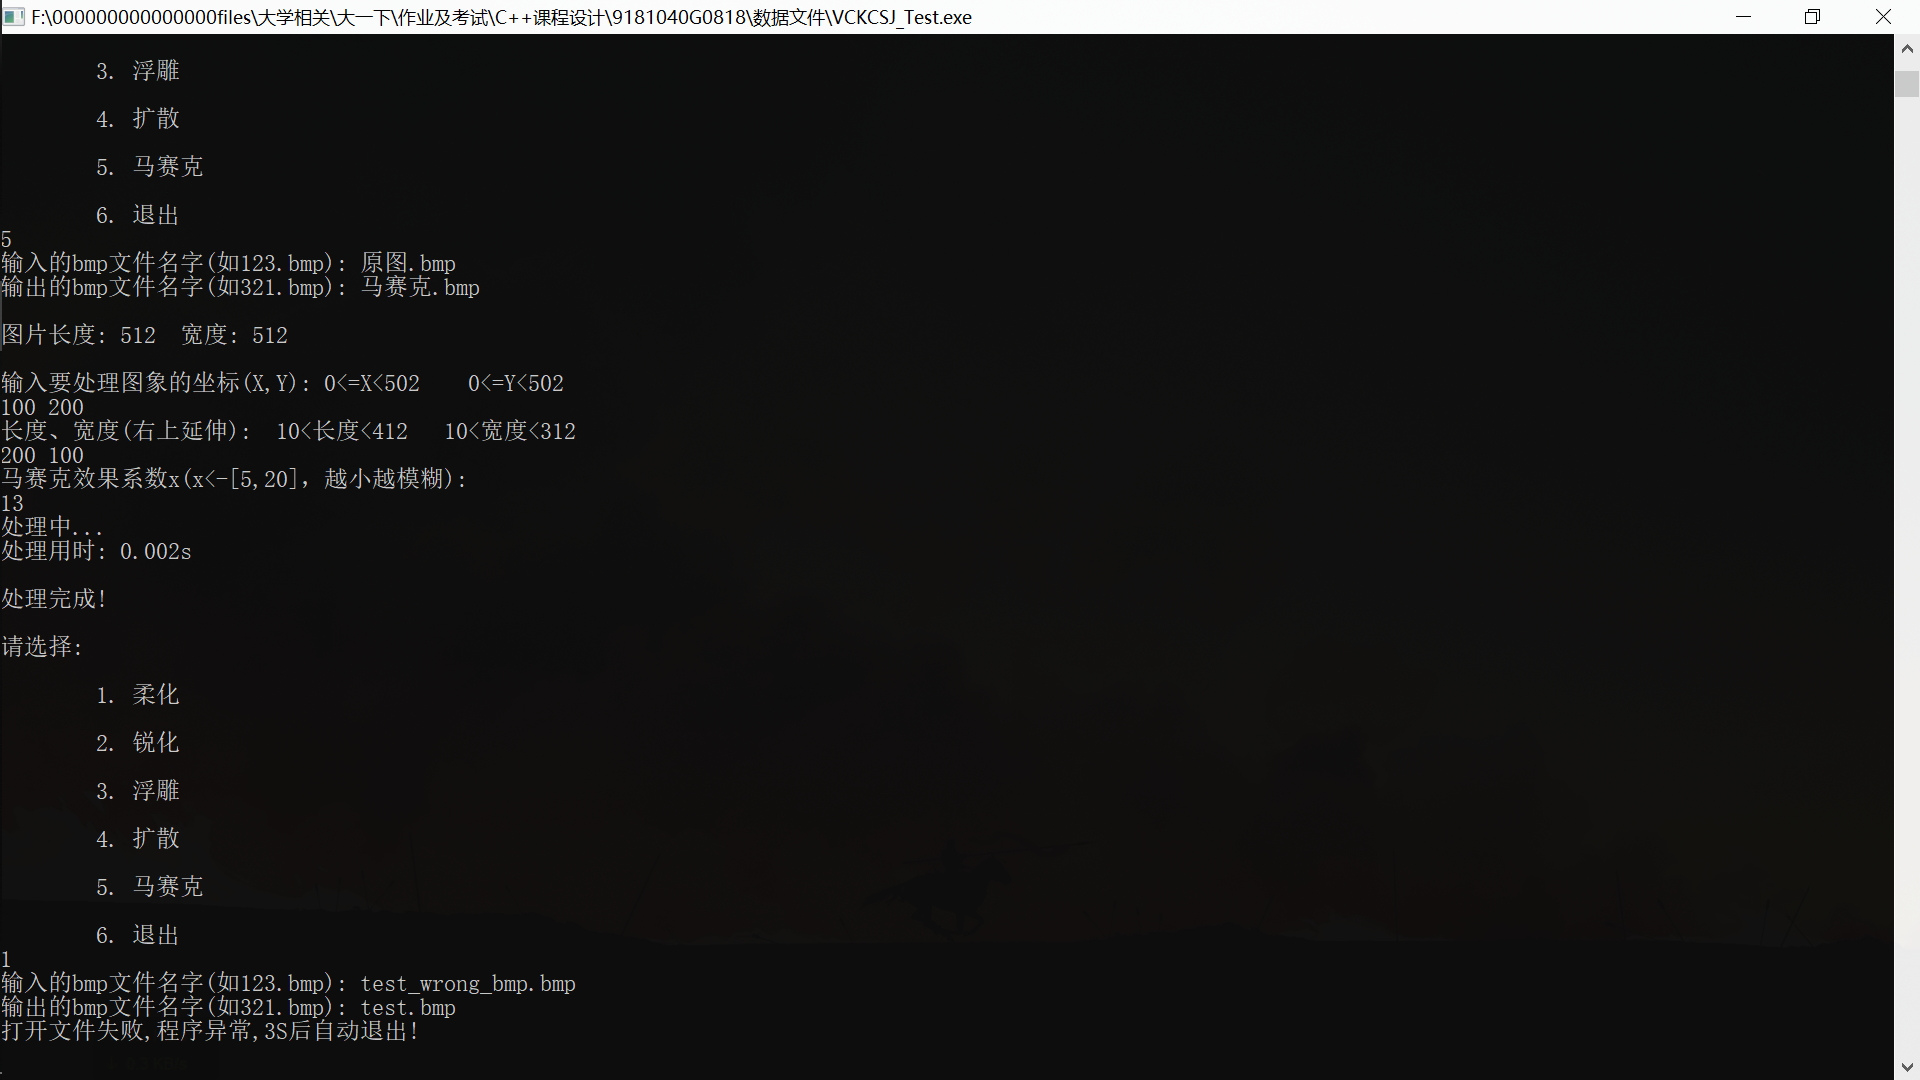 F:\000000000000000files\大学相关\大一下\作业及考试\C++课程设计\9181040G0818\数据文件\VCKCSJ_Test.exe
3. 浮雕
4. 扩散
5. 马赛克
6. 退出
5
输入的bmp文件名字(如123.bmp): 原图.bmp
输出的bmp文件名字(如321.bmp): 马赛克.bmp
图片长度: 512  宽度: 512
输入要处理图象的坐标(X,Y): 0<=X<502    0<=Y<502
100 200
长度、宽度(右上延伸):  10<长度<412   10<宽度<312
200 100
马赛克效果系数x(x<-[5,20], 越小越模糊):
13
处理中...
处理用时: 0.002s
处理完成!
请选择:
1. 柔化
2. 锐化
3. 浮雕
4. 扩散
5. 马赛克
6. 退出
1
输入的bmp文件名字(如123.bmp): test_wrong_bmp.bmp
输出的bmp文件名字(如321.bmp): test.bmp
打开文件失败,程序异常,3S后自动退出!